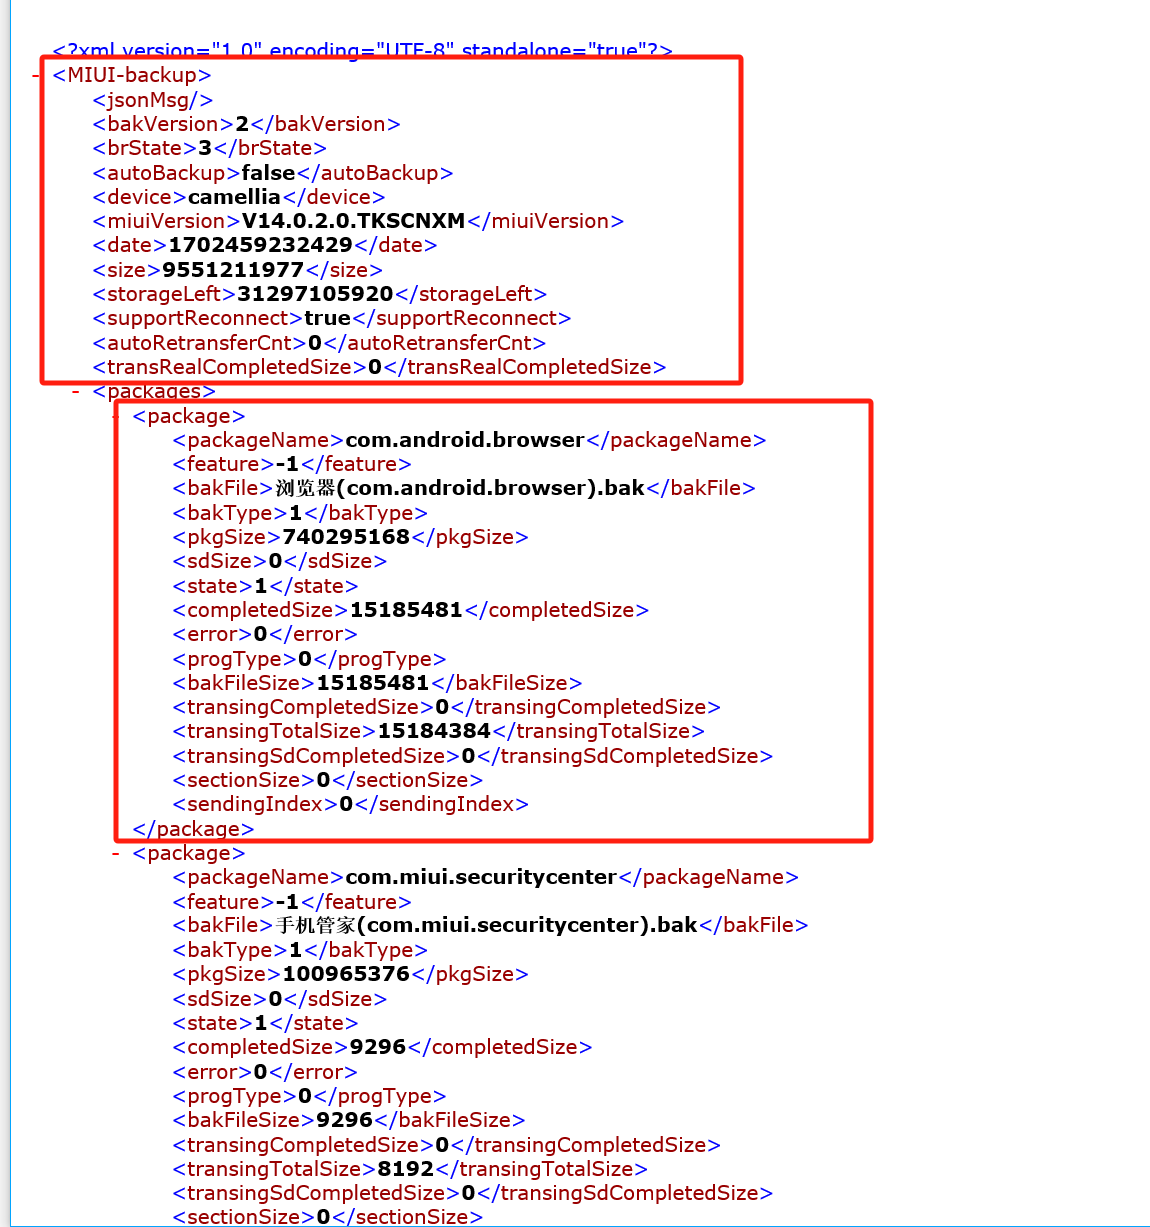 <?xml version="1.0" encoding="UTF-8" standalone="true"?>
- <MIUI-backup>
<jsonMsg/>
<bakVersion>2</bakVersion>
<brState>3</brState>
<autoBackup>false</autoBackup>
<device>camellia</device>
<miuiVersion>V14.0.2.0.TKSCNXM</miuiVersion>
<date>1702459232429</date>
<size>9551211977</size>
<storageLeft>31297105920</storageLeft>
<supportReconnect>true</supportReconnect>
<autoRetransferCnt>0</autoRetransferCnt>
<transRealCompletedSize>0</transRealCompletedSize>
- <packages>
- <package>
<packageName>com.android.browser</packageName>
<feature>-1</feature>
<bakFile>浏览器(com.android.browser).bak</bakFile>
<bakType>1</bakType>
<pkgSize>740295168</pkgSize>
<sdSize>0</sdSize>
<state>1</state>
<completedSize>15185481</completedSize>
<error>0</error>
<progType>0</progType>
<bakFileSize>15185481</bakFileSize>
<transingCompletedSize>0</transingCompletedSize>
<transingTotalSize>15184384</transingTotalSize>
<transingSdCompletedSize>0</transingSdCompletedSize>
<sectionSize>0</sectionSize>
<sendingIndex>0</sendingIndex>
</package>
- <package>
<packageName>com.miui.securitycenter</packageName>
<feature>-1</feature>
<bakFile>手机管家(com.miui.securitycenter).bak</bakFile>
<bakType>1</bakType>
<pkgSize>100965376</pkgSize>
<sdSize>0</sdSize>
<state>1</state>
<completedSize>9296</completedSize>
<error>0</error>
<progType>0</progType>
<bakFileSize>9296</bakFileSize>
<transingCompletedSize>0</transingCompletedSize>
<transingTotalSize>8192</transingTotalSize>
<transingSdCompletedSize>0</transingSdCompletedSize>
<sectionSize>0</sectionSize>